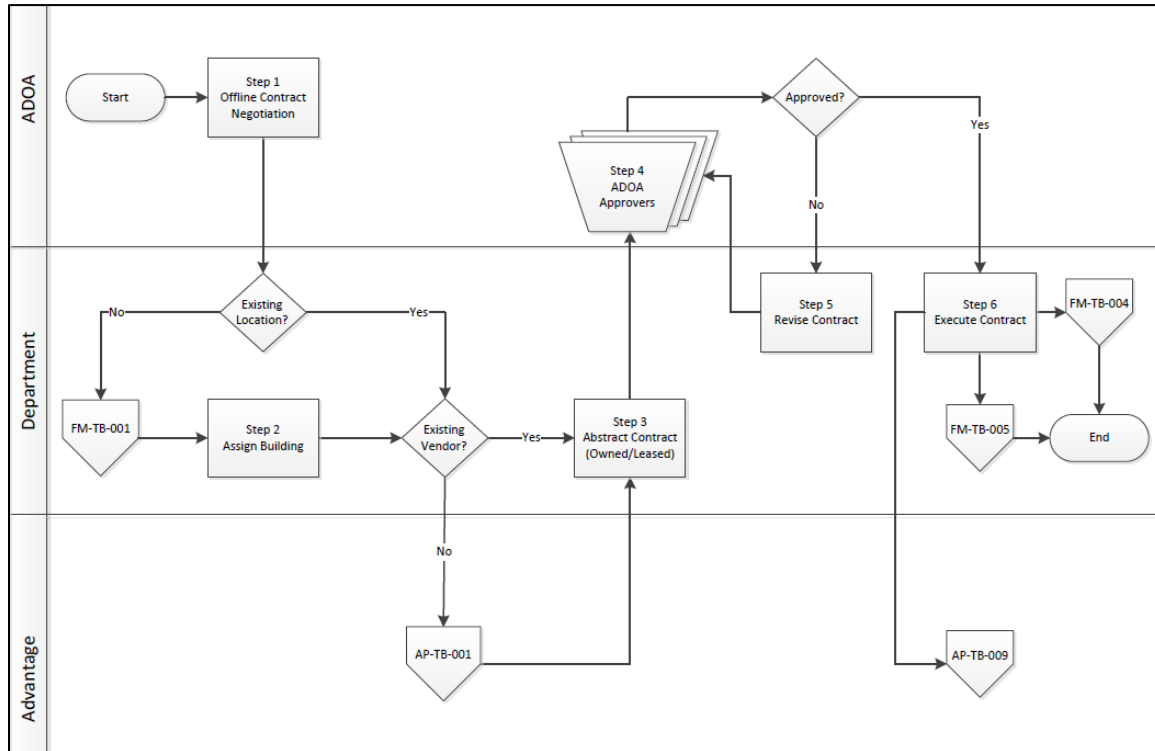 ADOA
Start
Step 1
Offline Contract
Negotiation
Step 4
ADOA
Approvers
Approved?
Yes
No
Department
Existing
Location?
No
Yes
FM-TB-001
Step 2
Assign Building
Existing
Vendor?
Yes
No
Step 3
Abstract Contract
(Owned/Leased)
Step 5
Revise Contract
Step 6
Execute Contract
FM-TB-004
FM-TB-005
End
Advantage
AP-TB-001
AP-TB-009